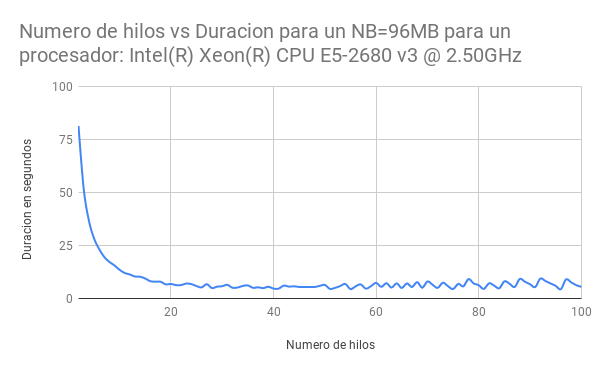 Numero de hilos vs Duracion para un NB=96MB para un
procesador: Intel(R) Xeon(R) CPU E5-2680 v3 @ 2.50GHz
100
75
50
25
0
Duracion en segundos
20
40
60
80
100
Numero de hilos